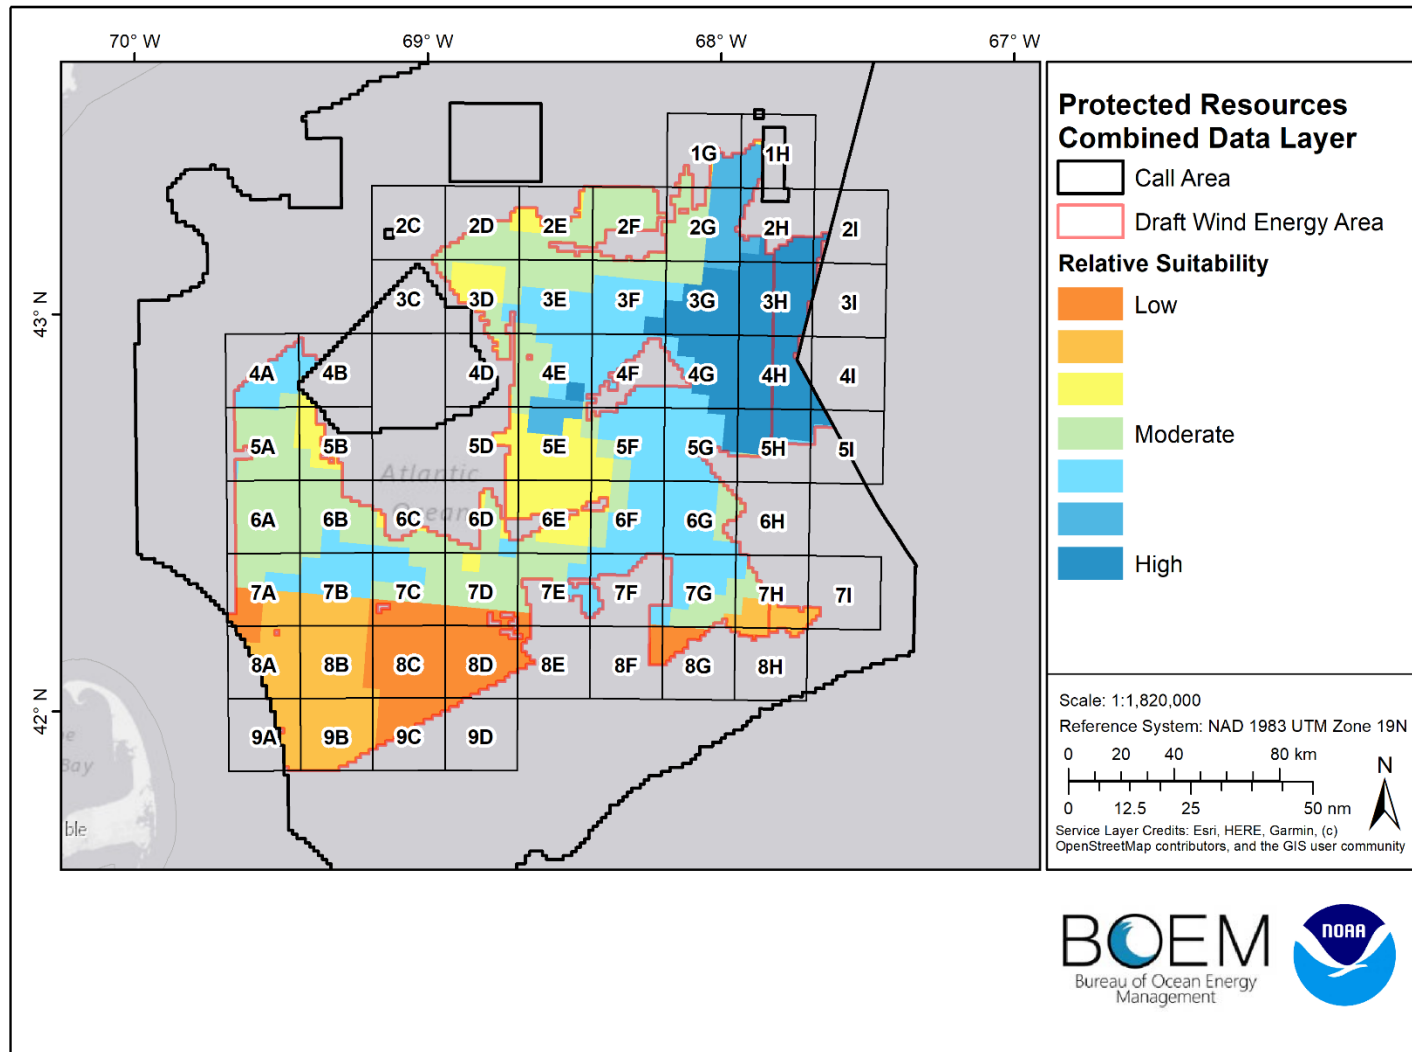 70° W 69° W 68° W 67° W
43° N
42° N
1G 1H
2C 2D 2E 2F 2G 2H 2I
3C 3D 3E 3F 3G 3H 3I
4A 4B 4D 4E 4F 4G 4H 4I
5A 5B 5D 5E 5F 5G 5H 5I
Atlantic
Ocean
6A 6B 6C 6D 6E 6F 6G 6H
7A 7B 7C 7D 7E 7F 7G 7H 7I
8A 8B 8C 8D 8E 8F 8G 8H
9A 9B 9C 9D
Bay
ble
Protected Resources
Combined Data Layer
Call Area
Draft Wind Energy Area
Relative Suitability
Low
Moderate
High
Scale: 1:1,820,000
Reference System: NAD 1983 UTM Zone 19N
0 20 40 80 km
N
0 12.5 25 50 nm
Service Layer Credits: Esri, HERE, Garmin, (c)
OpenStreetMap contributors, and the GIS user community
BOEM
Bureau of Ocean Energy
Management
NOAA